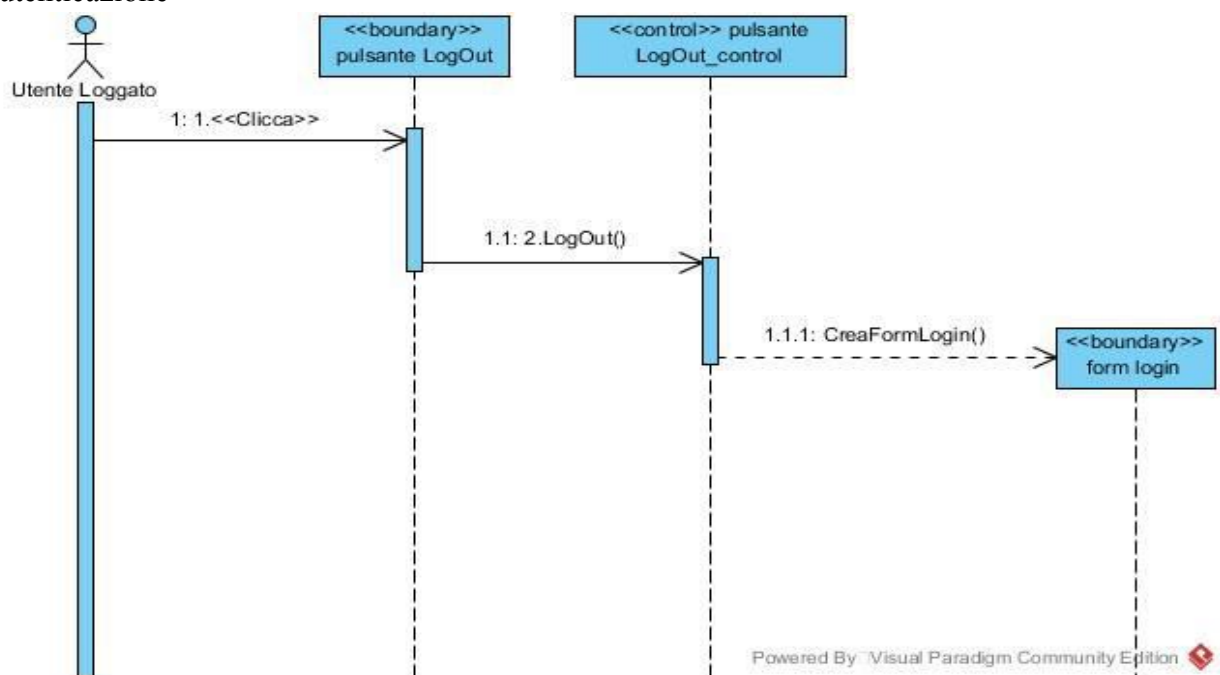 <<boundary>>
pulsante LogOut
<<control>> pulsante
LogOut_control
Utente Loggato
1: 1.<<Clicca>>
1.1: 2.LogOut()
1.1.1: CreaFormLogin()
<<boundary>>
form login
Powered By Visual Paradigm Community Edition